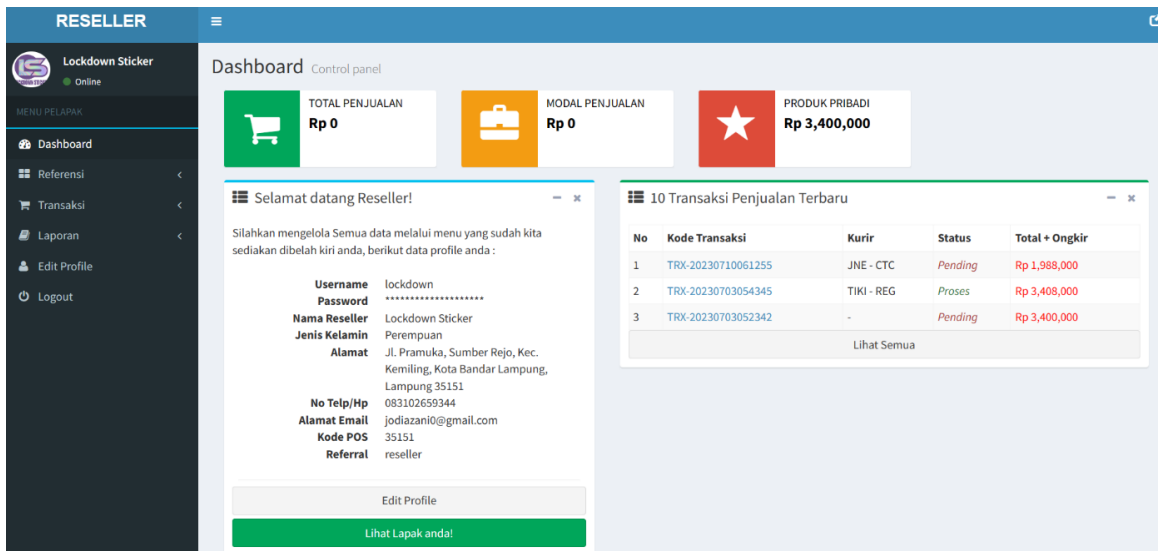 RESELLER
Lockdown Sticker
Online
MENU PELAPAK
Dashboard
Referensi
Transaksi
Laporan
Edit Profile
Logout
Dashboard Control panel
TOTAL PENJUALAN
Rp 0
MODAL PENJUALAN
Rp 0
PRODUK PRIBADI
Rp 3,400,000
Selamat datang Reseller!
Silahkan mengelola Semua data melalui menu yang sudah kita
sediakan dibelah kiri anda, berikut data profile anda :
Username lockdown
Password ********************
Nama Reseller Lockdown Sticker
Jenis Kelamin Perempuan
Alamat Jl. Pramuka, Sumber Rejo, Kec.
Kemiling, Kota Bandar Lampung,
Lampung 35151
No Telp/Hp 083102659344
Alamat Email jodiazani0@gmail.com
Kode POS 35151
Referral reseller
Edit Profile
Lihat Lapak anda!
10 Transaksi Penjualan Terbaru
No Kode Transaksi Kurir Status Total + Ongkir
1 TRX-20230710061255 JNE - CTC Pending Rp 1,988,000
2 TRX-20230703054345 TIKI - REG Proses Rp 3,408,000
3 TRX-20230703052342 - Pending Rp 3,400,000
Lihat Semua